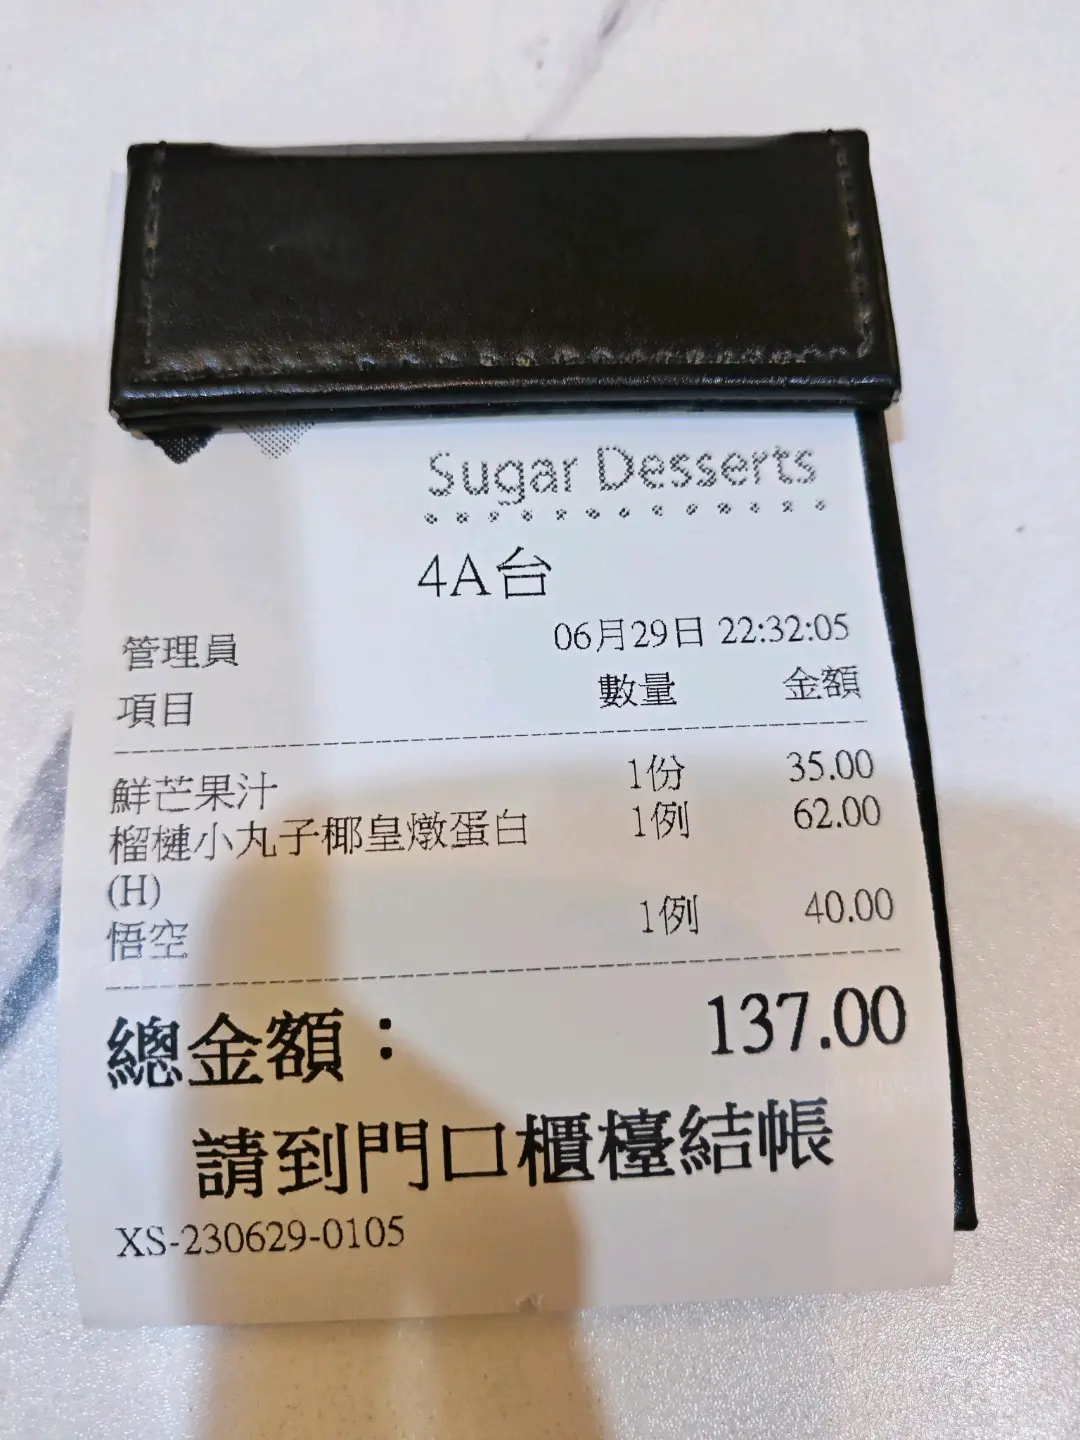 Sugar Desserts
4A台
管理員 06月29日 22:32:05
項目 數量 金額
鮮芒果汁 1份 35.00
榴槤小丸子椰皇燉蛋白 1例 62.00
(H)
悟空 1例 40.00
總金額： 137.00
請到門口櫃檯結帳
XS-230629-0105